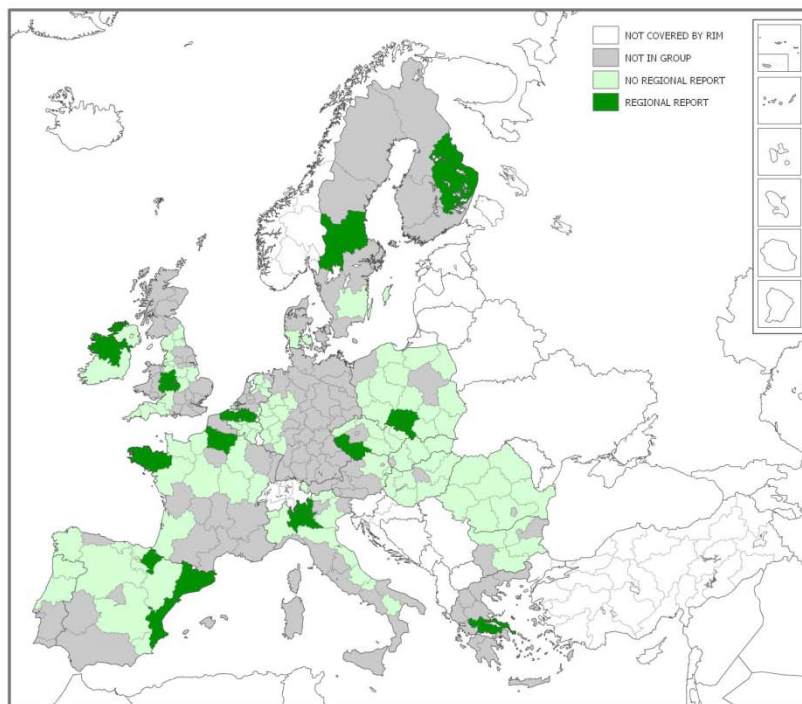 NOT COVERED BY RIM
NOT IN GROUP
NO REGIONAL REPORT
REGIONAL REPORT